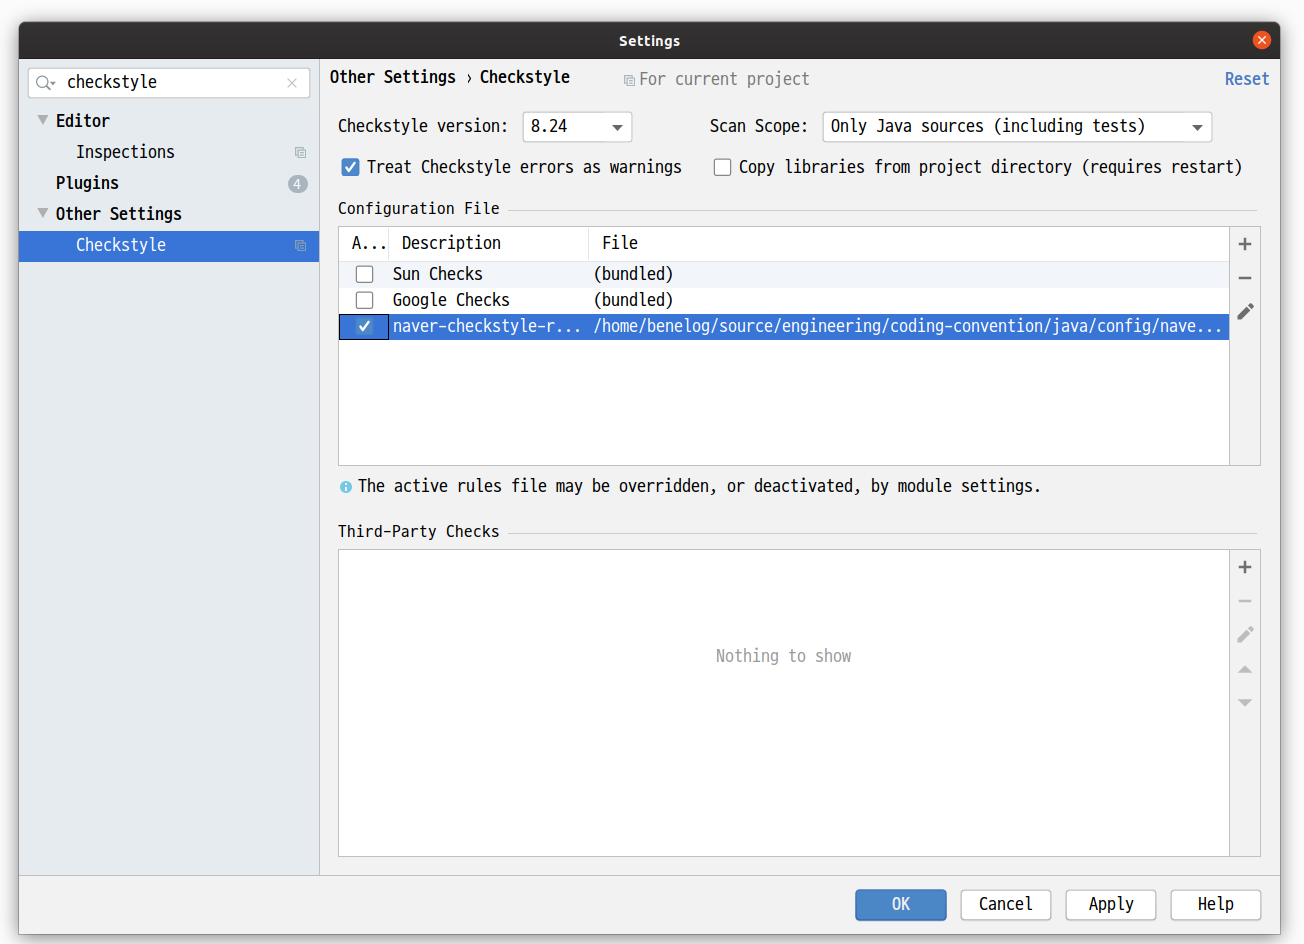 Settings
checkstyle
Other Settings › Checkstyle
For current project
Reset
Editor
Inspections
Plugins
4
Other Settings
Checkstyle
Checkstyle version:
8.24
Scan Scope:
Only Java sources (including tests)
Treat Checkstyle errors as warnings
Copy libraries from project directory (requires restart)
Configuration File
A... Description File
Sun Checks (bundled)
Google Checks (bundled)
naver-checkstyle-r... /home/benelog/source/engineering/coding-convention/java/config/nave...
The active rules file may be overridden, or deactivated, by module settings.
Third-Party Checks
Nothing to show
OK
Cancel
Apply
Help